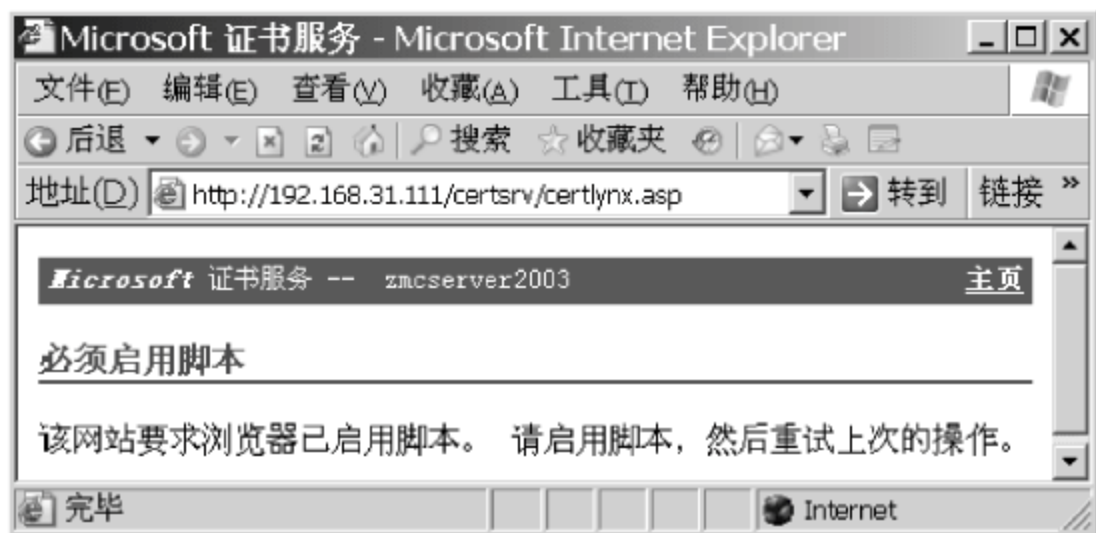 Microsoft 证书服务 - Microsoft Internet Explorer
文件(F) 编辑(E) 查看(V) 收藏(A) 工具(T) 帮助(H)
后退 搜索 收藏夹
地址(D) http://192.168.31.111/certsrv/certlynx.asp 转到 链接 »
Microsoft 证书服务 -- zmcserver2003 主页
必须启用脚本
该网站要求浏览器已启用脚本。 请启用脚本，然后重试上次的操作。
完毕 Internet